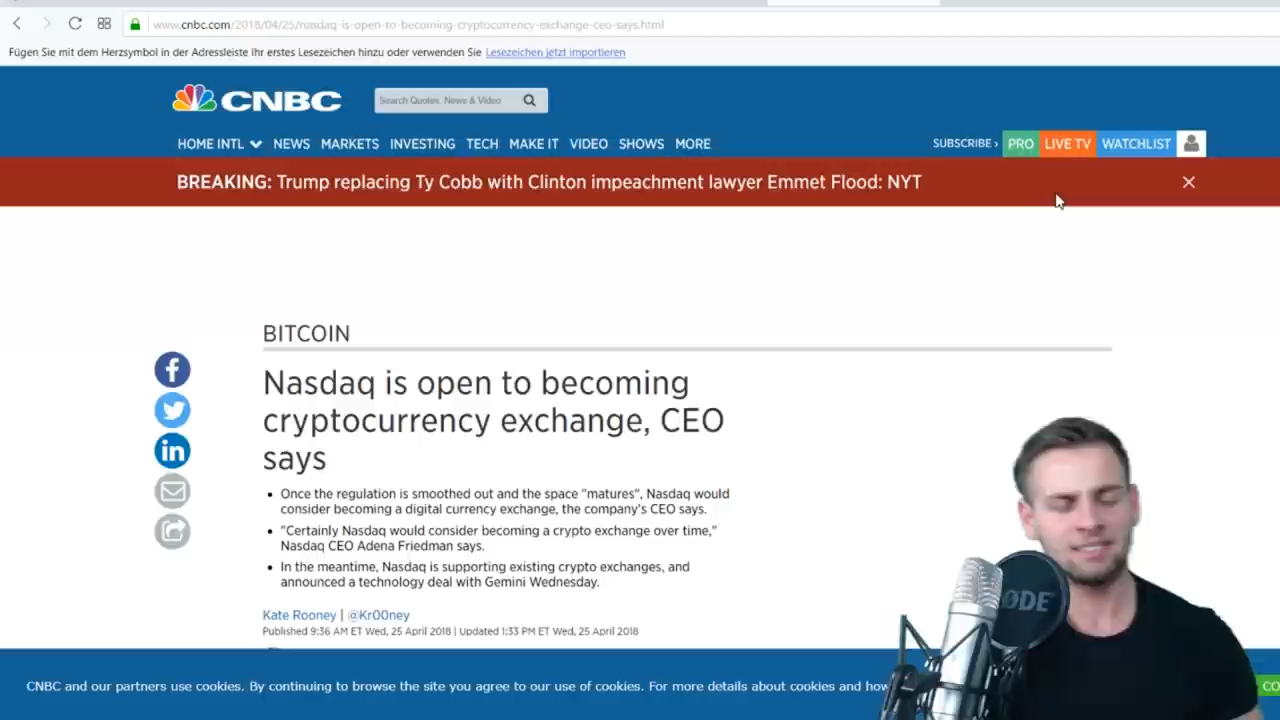 www.cnbc.com/2018/04/25/nasdaq-is-open-to-becoming-cryptocurrency-exchange-ceo-says.html
Fügen Sie mit dem Herzsymbol in der Adressleiste Ihr erstes Lesezeichen hinzu oder verwenden Sie Lesezeichen jetzt importieren
CNBC
Search Quotes, News & Video
HOME INTL NEWS MARKETS INVESTING TECH MAKE IT VIDEO SHOWS MORE
SUBSCRIBE › PRO LIVE TV WATCHLIST
BREAKING: Trump replacing Ty Cobb with Clinton impeachment lawyer Emmet Flood: NYT
BITCOIN
Nasdaq is open to becoming
cryptocurrency exchange, CEO
says
• Once the regulation is smoothed out and the space "matures", Nasdaq would
consider becoming a digital currency exchange, the company's CEO says.
• "Certainly Nasdaq would consider becoming a crypto exchange over time,"
Nasdaq CEO Adena Friedman says.
• In the meantime, Nasdaq is supporting existing crypto exchanges, and
announced a technology deal with Gemini Wednesday.
Kate Rooney | @Kr00ney
Published 9:36 AM ET Wed, 25 April 2018 | Updated 1:33 PM ET Wed, 25 April 2018
RØDE
CNBC and our partners use cookies. By continuing to browse the site you agree to our use of cookies. For more details about cookies and how
CO